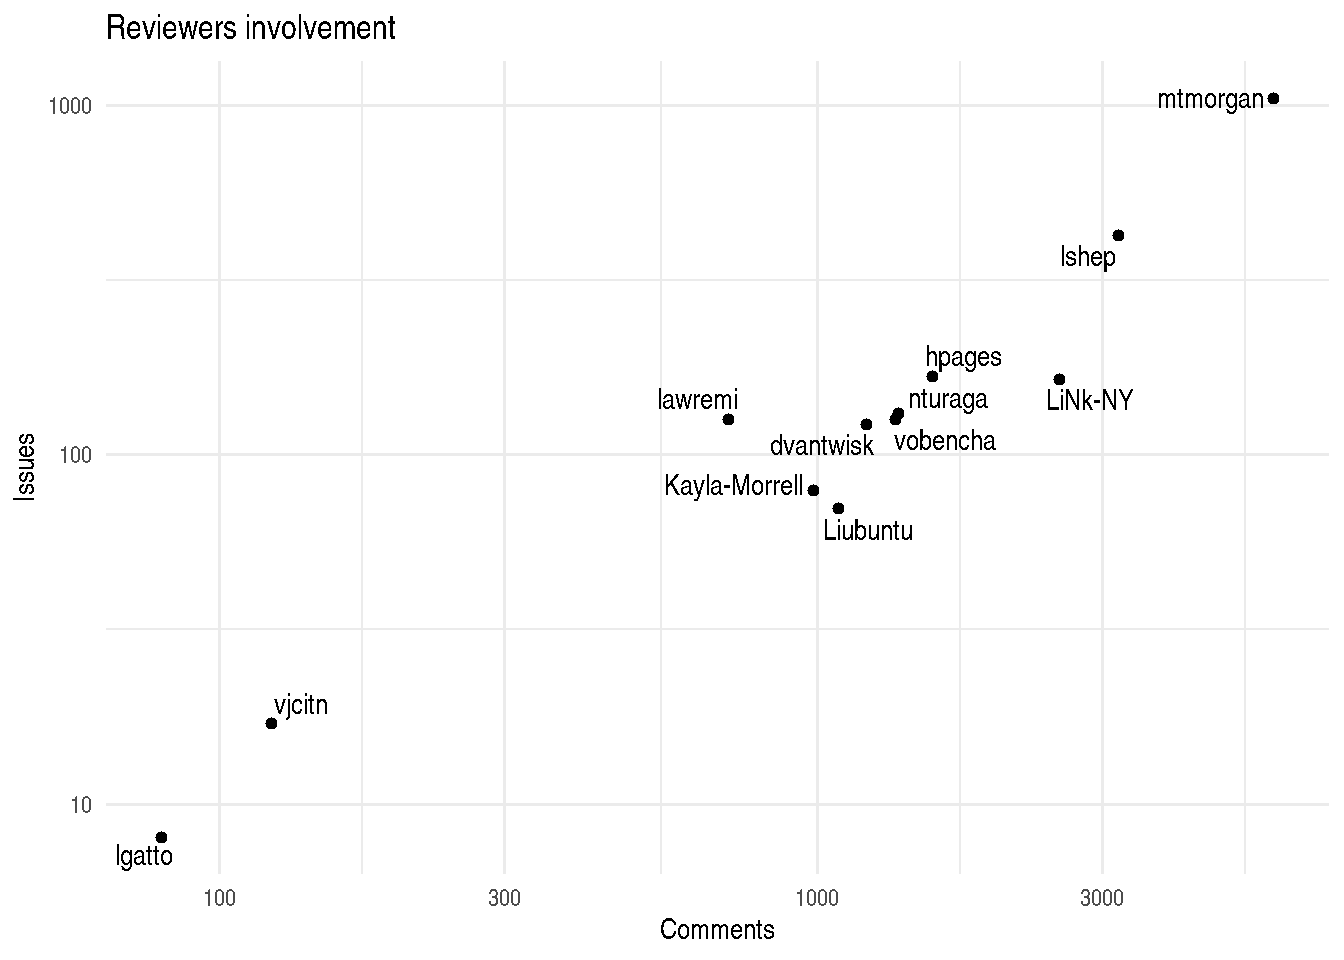 Reviewers involvement
mtmorgan
1000
lshep
hpages
lawremi
nturaga
LiNk-NY
dvantwisk
vobencha
100
Kayla-Morrell
Liubuntu
Issues
vjcitn
10
lgatto
100
300
1000
3000
Comments